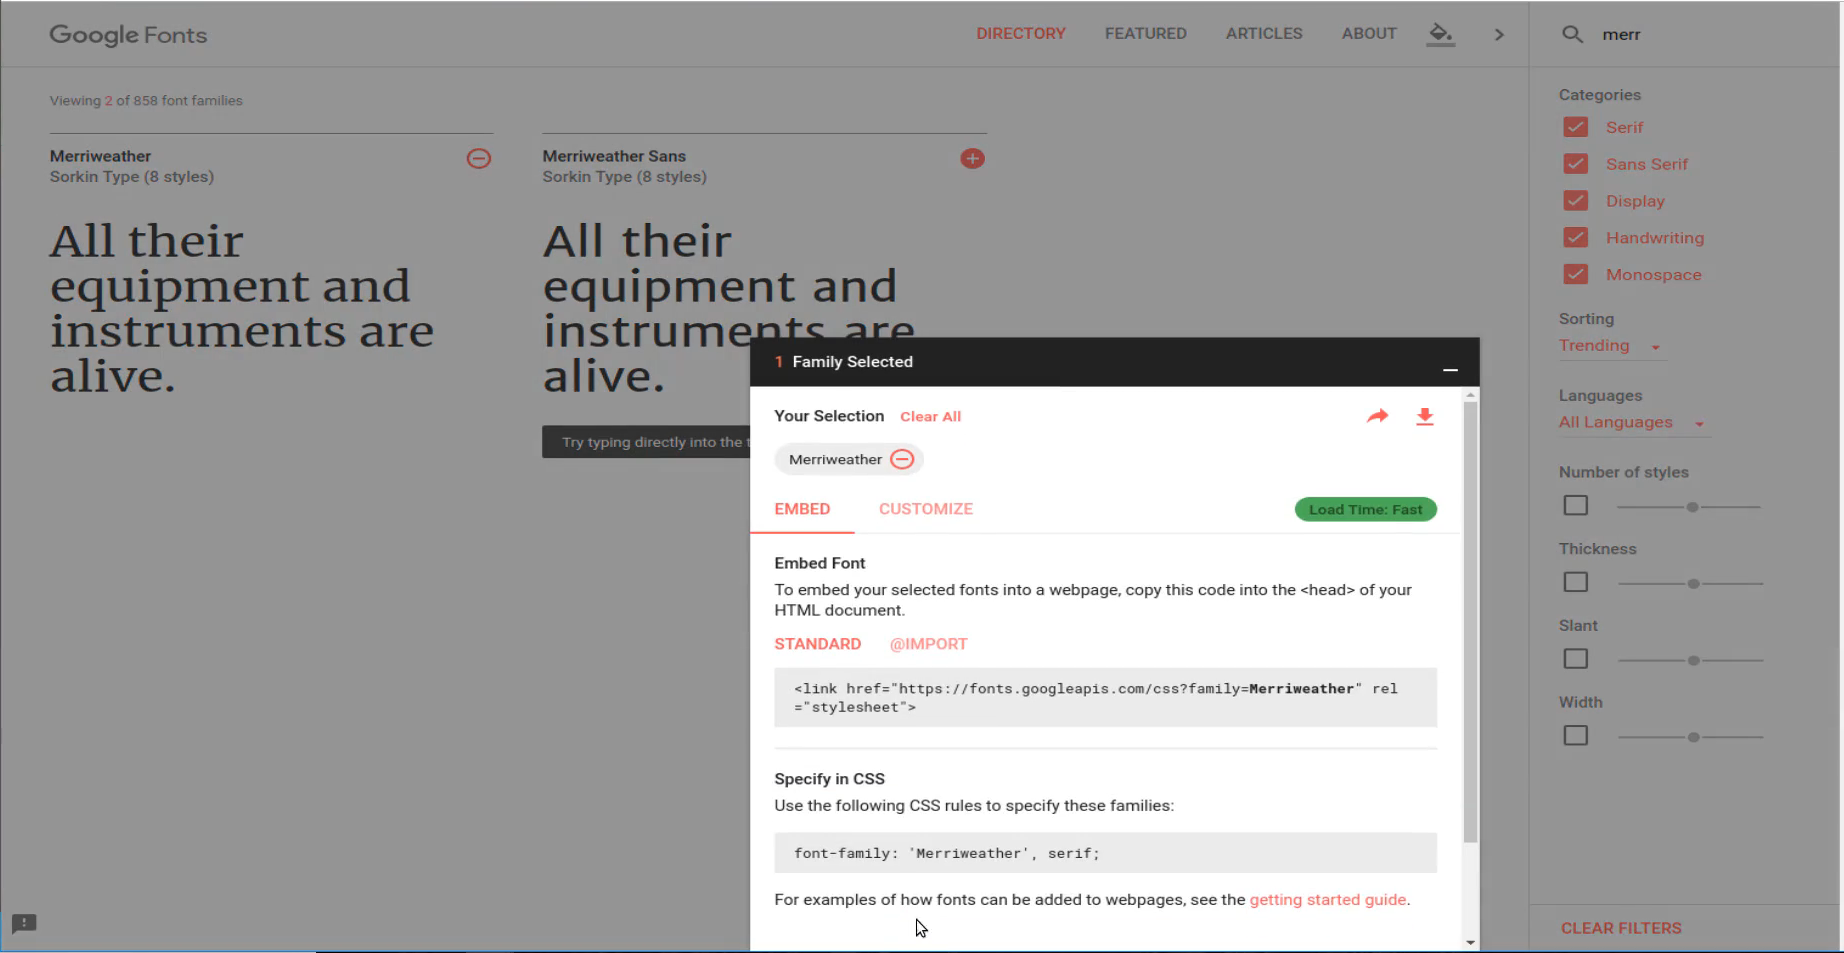 Google Fonts
DIRECTORY
FEATURED
ARTICLES
ABOUT
merr
Viewing 2 of 858 font families
Merriweather
Sorkin Type (8 styles)
All their
equipment and
instruments are
alive.
Merriweather Sans
Sorkin Type (8 styles)
All their
equipment and
instruments are
alive.
Try typing directly into the
1 Family Selected
Your Selection
Clear All
Merriweather
EMBED
CUSTOMIZE
Load Time: Fast
Embed Font
To embed your selected fonts into a webpage, copy this code into the <head> of your
HTML document.
STANDARD
@IMPORT
<link href="https://fonts.googleapis.com/css?family=Merriweather" rel
="stylesheet">
Specify in CSS
Use the following CSS rules to specify these families:
font-family: 'Merriweather', serif;
For examples of how fonts can be added to webpages, see the getting started guide.
Categories
Serif
Sans Serif
Display
Handwriting
Monospace
Sorting
Trending
Languages
All Languages
Number of styles
Thickness
Slant
Width
CLEAR FILTERS